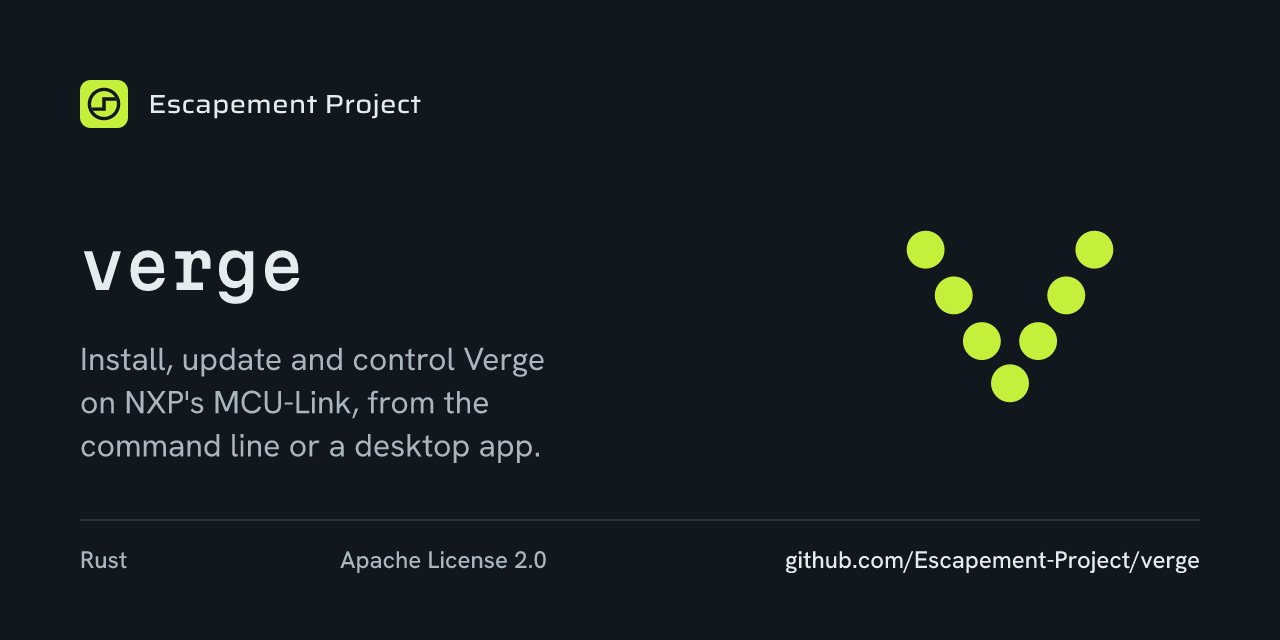 Escapement Project
verge
Install, update and control Verge
on NXP's MCU-Link, from the
command line or a desktop app.
Rust
Apache License 2.0
github.com/Escapement-Project/verge